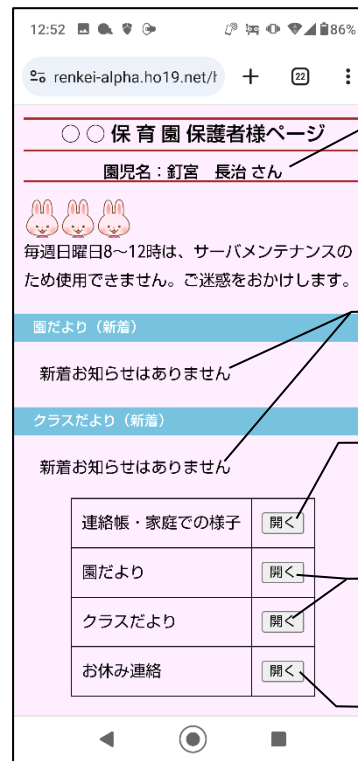 12:52 86%
renkei-alpha.ho19.net/h 22
○○保育園 保護者様ページ
園児名：釘宮　長治 さん
毎週日曜日8～12時は、サーバメンテナンスの
ため使用できません。ご迷惑をおかけします。
園だより（新着）
新着お知らせはありません
クラスだより（新着）
新着お知らせはありません
連絡帳・家庭での様子 開く
園だより 開く
クラスだより 開く
お休み連絡 開く